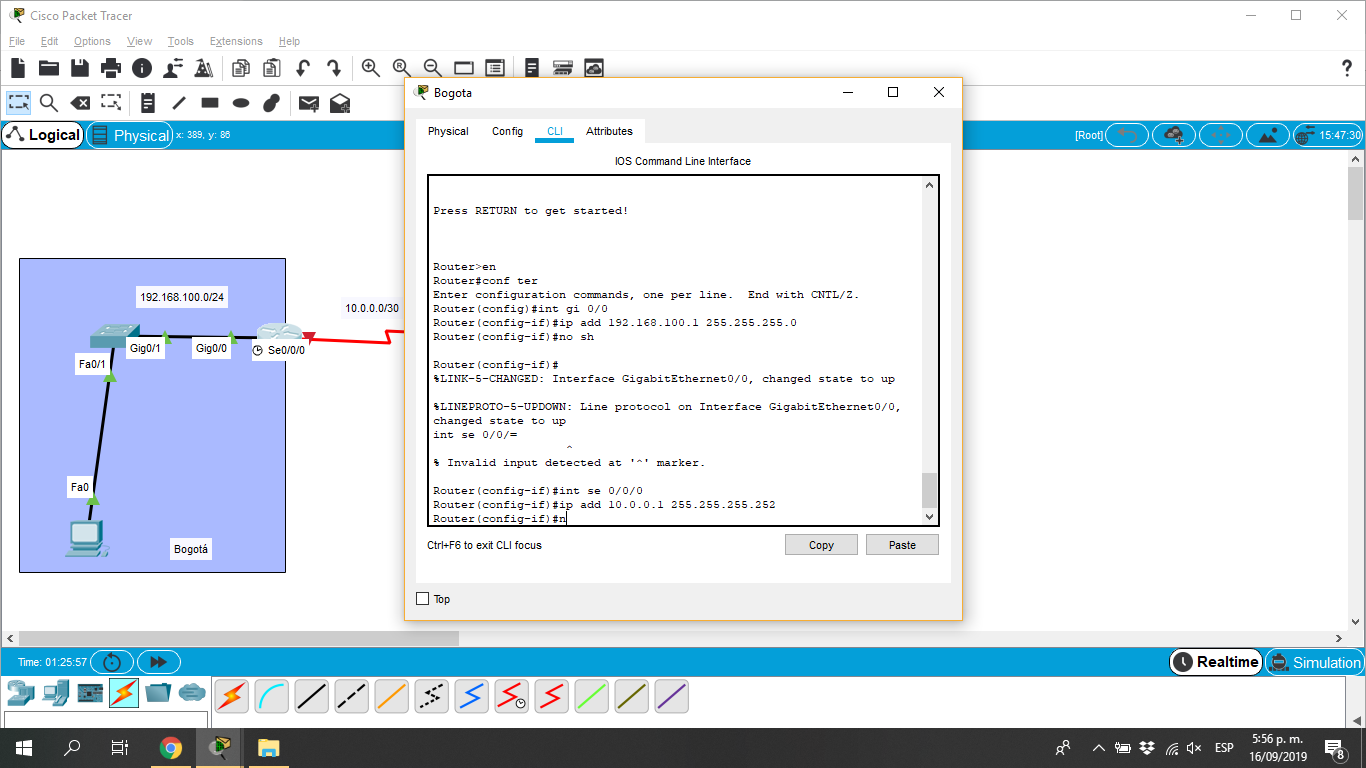 Cisco Packet Tracer
File Edit Options View Tools Extensions Help
Bogota
Physical Config CLI Attributes
Logical Physical x: 389, y: 86
[Root] 15:47:30
IOS Command Line Interface
Press RETURN to get started!
Router>en
Router#conf ter
Enter configuration commands, one per line.  End with CNTL/Z.
Router(config)#int gi 0/0
Router(config-if)#ip add 192.168.100.1 255.255.255.0
Router(config-if)#no sh
Router(config-if)#
%LINK-5-CHANGED: Interface GigabitEthernet0/0, changed state to up
%LINEPROTO-5-UPDOWN: Line protocol on Interface GigabitEthernet0/0,
changed state to up
int se 0/0/=
^
% Invalid input detected at '^' marker.
Router(config-if)#int se 0/0/0
Router(config-if)#ip add 10.0.0.1 255.255.255.252
Router(config-if)#n
Ctrl+F6 to exit CLI focus
Copy Paste
Top
192.168.100.0/24
10.0.0.0/30
Gig0/1 Gig0/0 Se0/0/0
Fa0/1
Fa0
Bogotá
Time: 01:25:57
Realtime Simulation
ESP
5:56 p. m.
16/09/2019
8